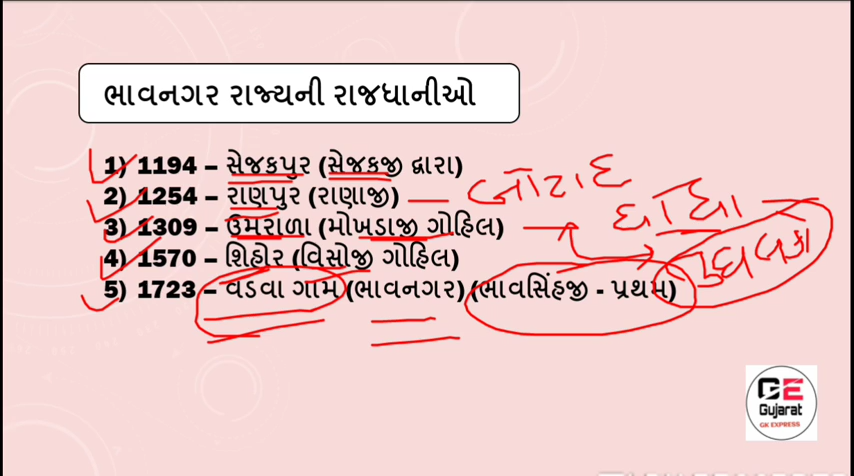 ભાવનગર રાજ્યની રાજધાનીઓ
1) 1194 – સેજકપુર (સેજકજી દ્વારા)
2) 1254 – રાણપુર (રાણાજી) — બોટાદ
3) 1309 – ઉમરાળા (મોખડાજી ગોહિલ) — ઘોઘા
4) 1570 – શિહોર (વિસોજી ગોહિલ)
5) 1723 – વડવા ગામ (ભાવનગર) (ભાવસિંહજી - પ્રથમ)
GE
Gujarat
GK EXPRESS